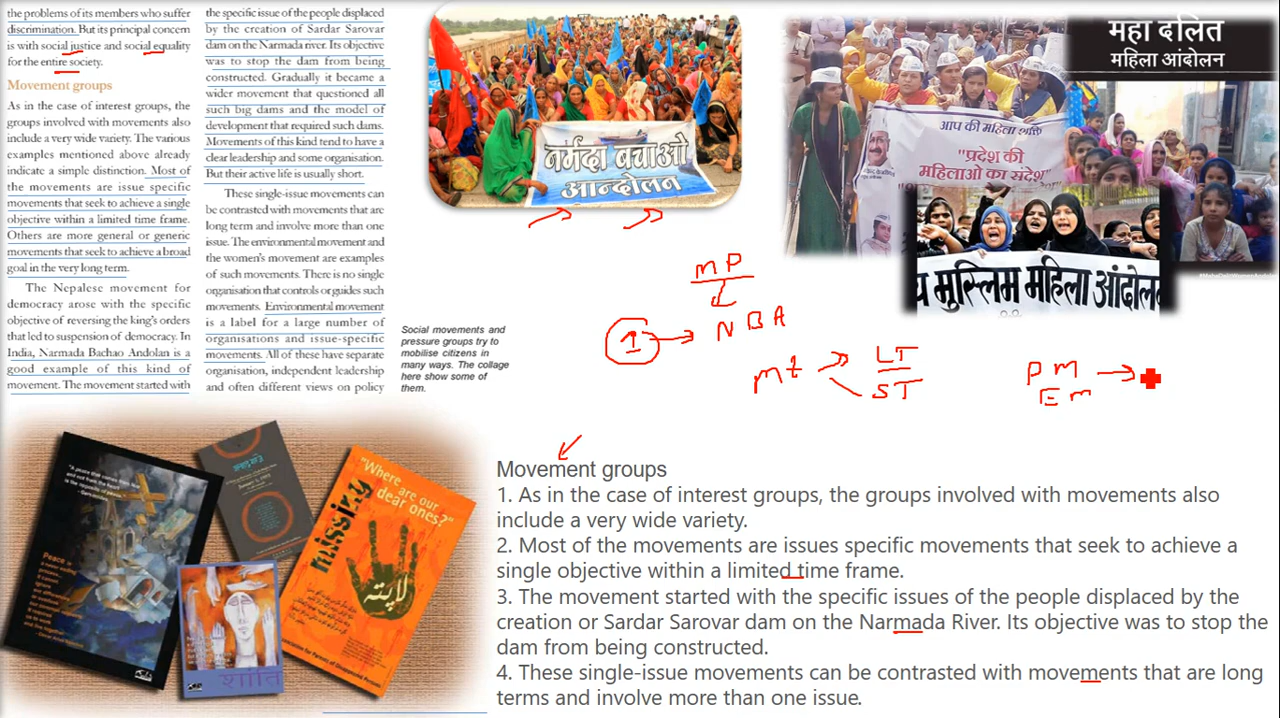 the problems of its members who suffer
discrimination. But its principal concern
is with social justice and social equality
for the entire society.
Movement groups
As in the case of interest groups, the
groups involved with movements also
include a very wide variety. The various
examples mentioned above already
indicate a simple distinction. Most of
the movements are issue specific
movements that seek to achieve a single
objective within a limited time frame.
Others are more general or generic
movements that seek to achieve a broad
goal in the very long term.
The Nepalese movement for
democracy arose with the specific
objective of reversing the king's orders
that led to suspension of democracy. In
India, Narmada Bachao Andolan is a
good example of this kind of
movement. The movement started with
the specific issue of the people displaced
by the creation of Sardar Sarovar
dam on the Narmada river. Its objective
was to stop the dam from being
constructed. Gradually it became a
wider movement that questioned all
such big dams and the model of
development that required such dams.
Movements of this kind tend to have a
clear leadership and some organisation.
But their active life is usually short.
These single-issue movements can
be contrasted with movements that are
long term and involve more than one
issue. The environmental movement and
the women's movement are examples
of such movements. There is no single
organisation that controls or guides such
movements. Environmental movement
is a label for a large number of
organisations and issue-specific
movements. All of these have separate
organisation, independent leadership
and often different views on policy
Social movements and
pressure groups try to
mobilise citizens in
many ways. The collage
here show some of
them.
नर्मदा बचाओ
आन्दोलन
महा दलित
महिला आंदोलन
आप की महिला शक्ति
"प्रदेश की
महिलाओ का संदेश"
मुस्लिम महिला आंदोल
MP
1 → NBA
mt
LT
ST
PM →
Em
"Where are our
dear ones?"
missing
لاپتہ
Peace is
शांति
Movement groups
1. As in the case of interest groups, the groups involved with movements also
include a very wide variety.
2. Most of the movements are issues specific movements that seek to achieve a
single objective within a limited time frame.
3. The movement started with the specific issues of the people displaced by the
creation or Sardar Sarovar dam on the Narmada River. Its objective was to stop the
dam from being constructed.
4. These single-issue movements can be contrasted with movements that are long
terms and involve more than one issue.